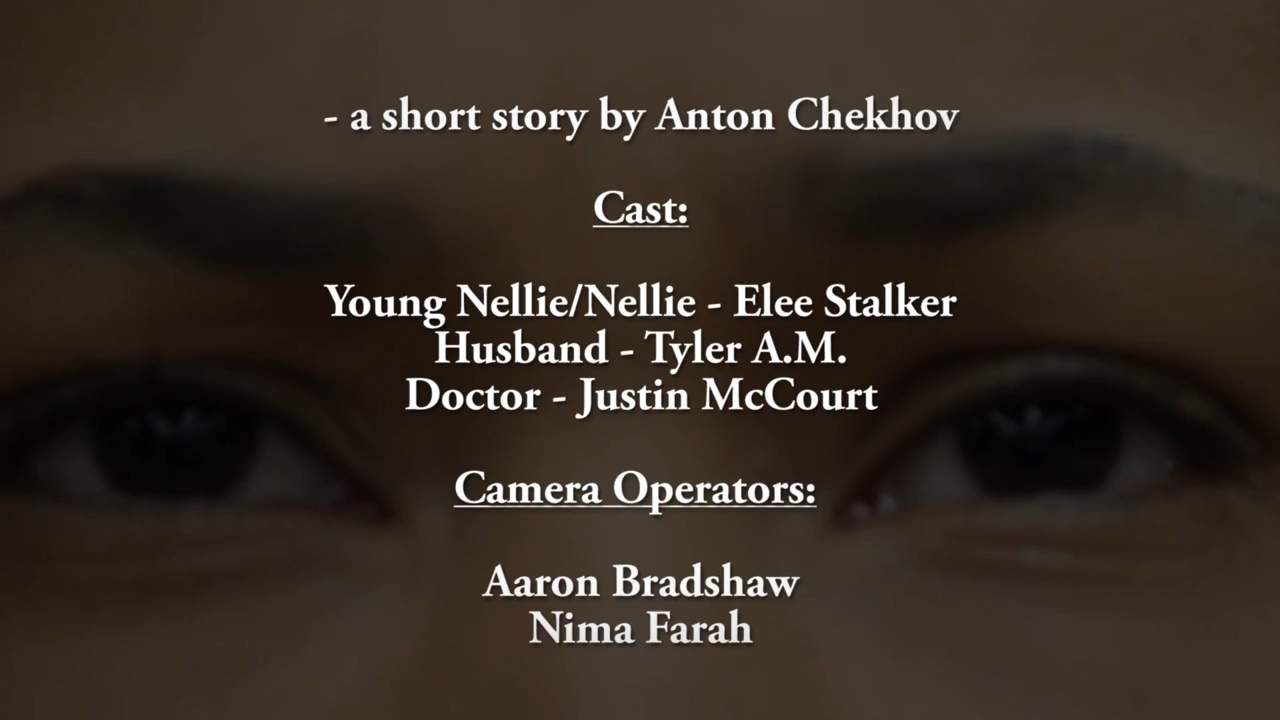 - a short story by Anton Chekhov
Cast:
Young Nellie/Nellie - Elee Stalker
Husband - Tyler A.M.
Doctor - Justin McCourt
Camera Operators:
Aaron Bradshaw
Nima Farah